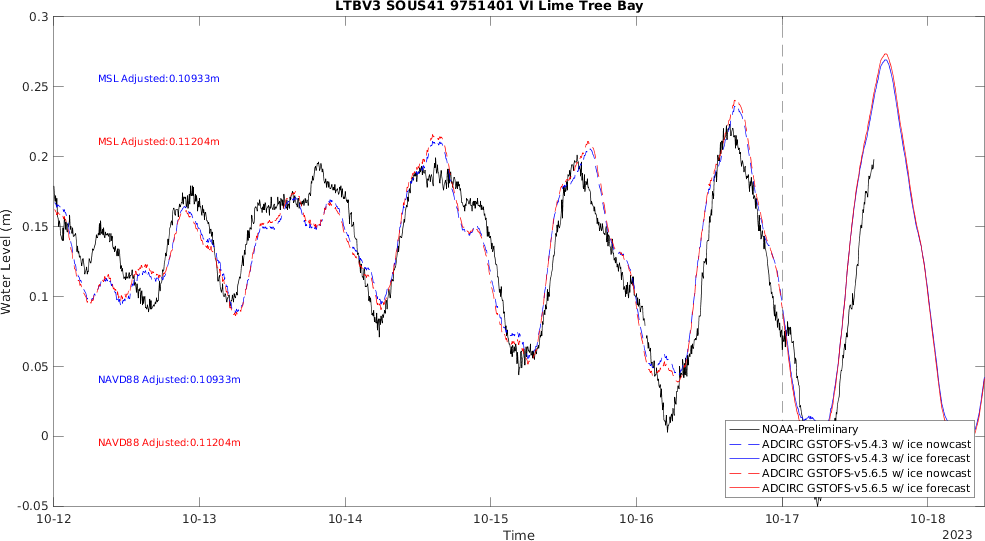 LTBV3 SOUS41 9751401 VI Lime Tree Bay
0.3
0.25
0.2
0.15
0.1
0.05
0
-0.05
Water Level (m)
MSL Adjusted:0.10933m
MSL Adjusted:0.11204m
NAVD88 Adjusted:0.10933m
NAVD88 Adjusted:0.11204m
NOAA-Preliminary
ADCIRC GSTOFS-v5.4.3 w/ ice nowcast
ADCIRC GSTOFS-v5.4.3 w/ ice forecast
ADCIRC GSTOFS-v5.6.5 w/ ice nowcast
ADCIRC GSTOFS-v5.6.5 w/ ice forecast
10-12 10-13 10-14 10-15 10-16 10-17 10-18
Time
2023